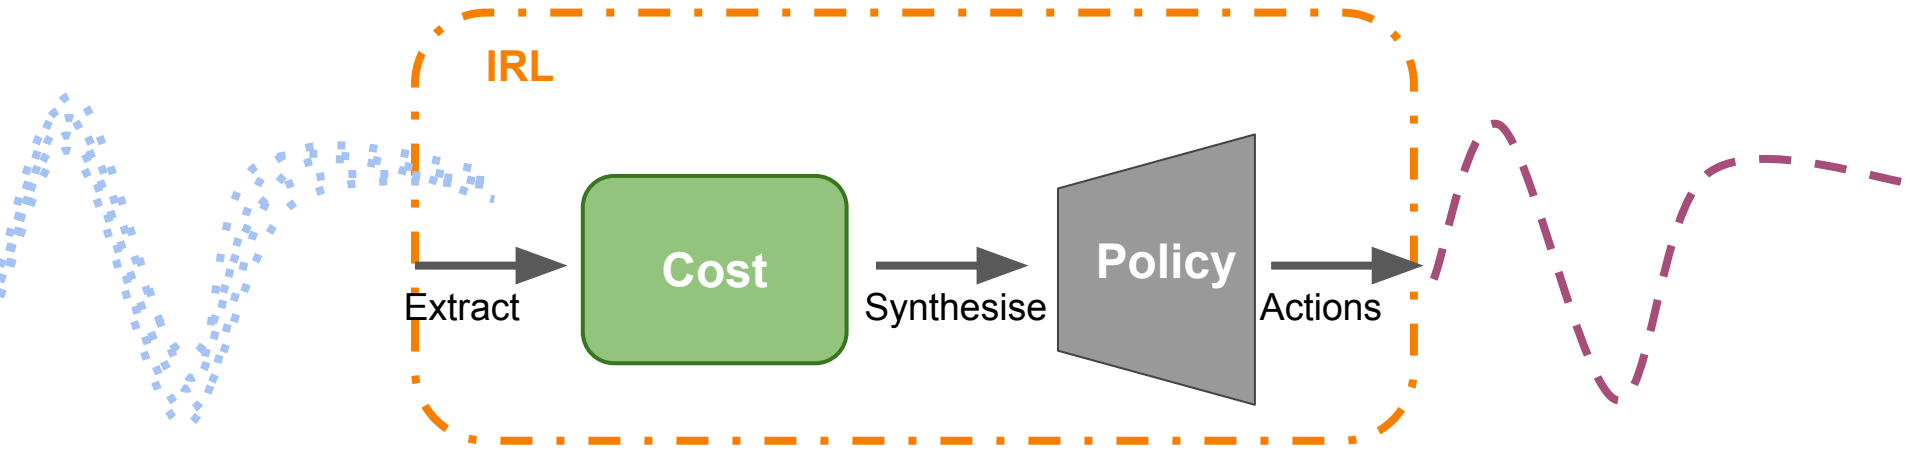 IRL
Cost
Policy
Extract
Synthesise
Actions